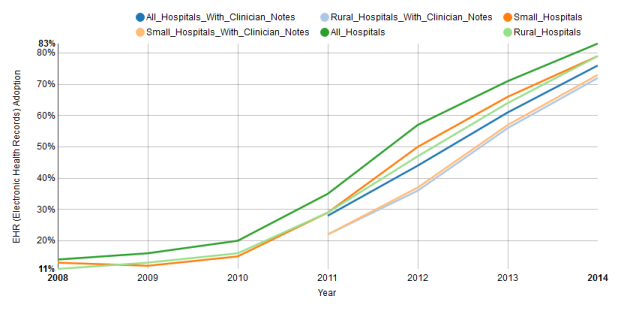 All_Hospitals_With_Clinician_Notes Rural_Hospitals_With_Clinician_Notes Small_Hospitals
Small_Hospitals_With_Clinician_Notes All_Hospitals Rural_Hospitals
83%
80%
70%
60%
50%
40%
30%
20%
11%
EHR (Electronic Health Records) Adoption
2008 2009 2010 2011 2012 2013 2014
Year